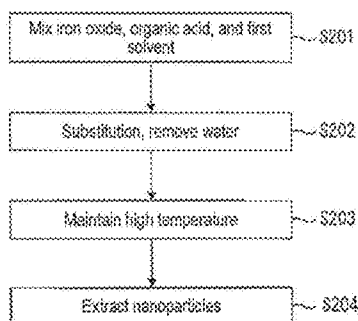 Mix iron oxide, organic acid, and first
solvent
S201
Substitution, remove water
S202
Maintain high temperature
S203
Extract nanoparticles
S204